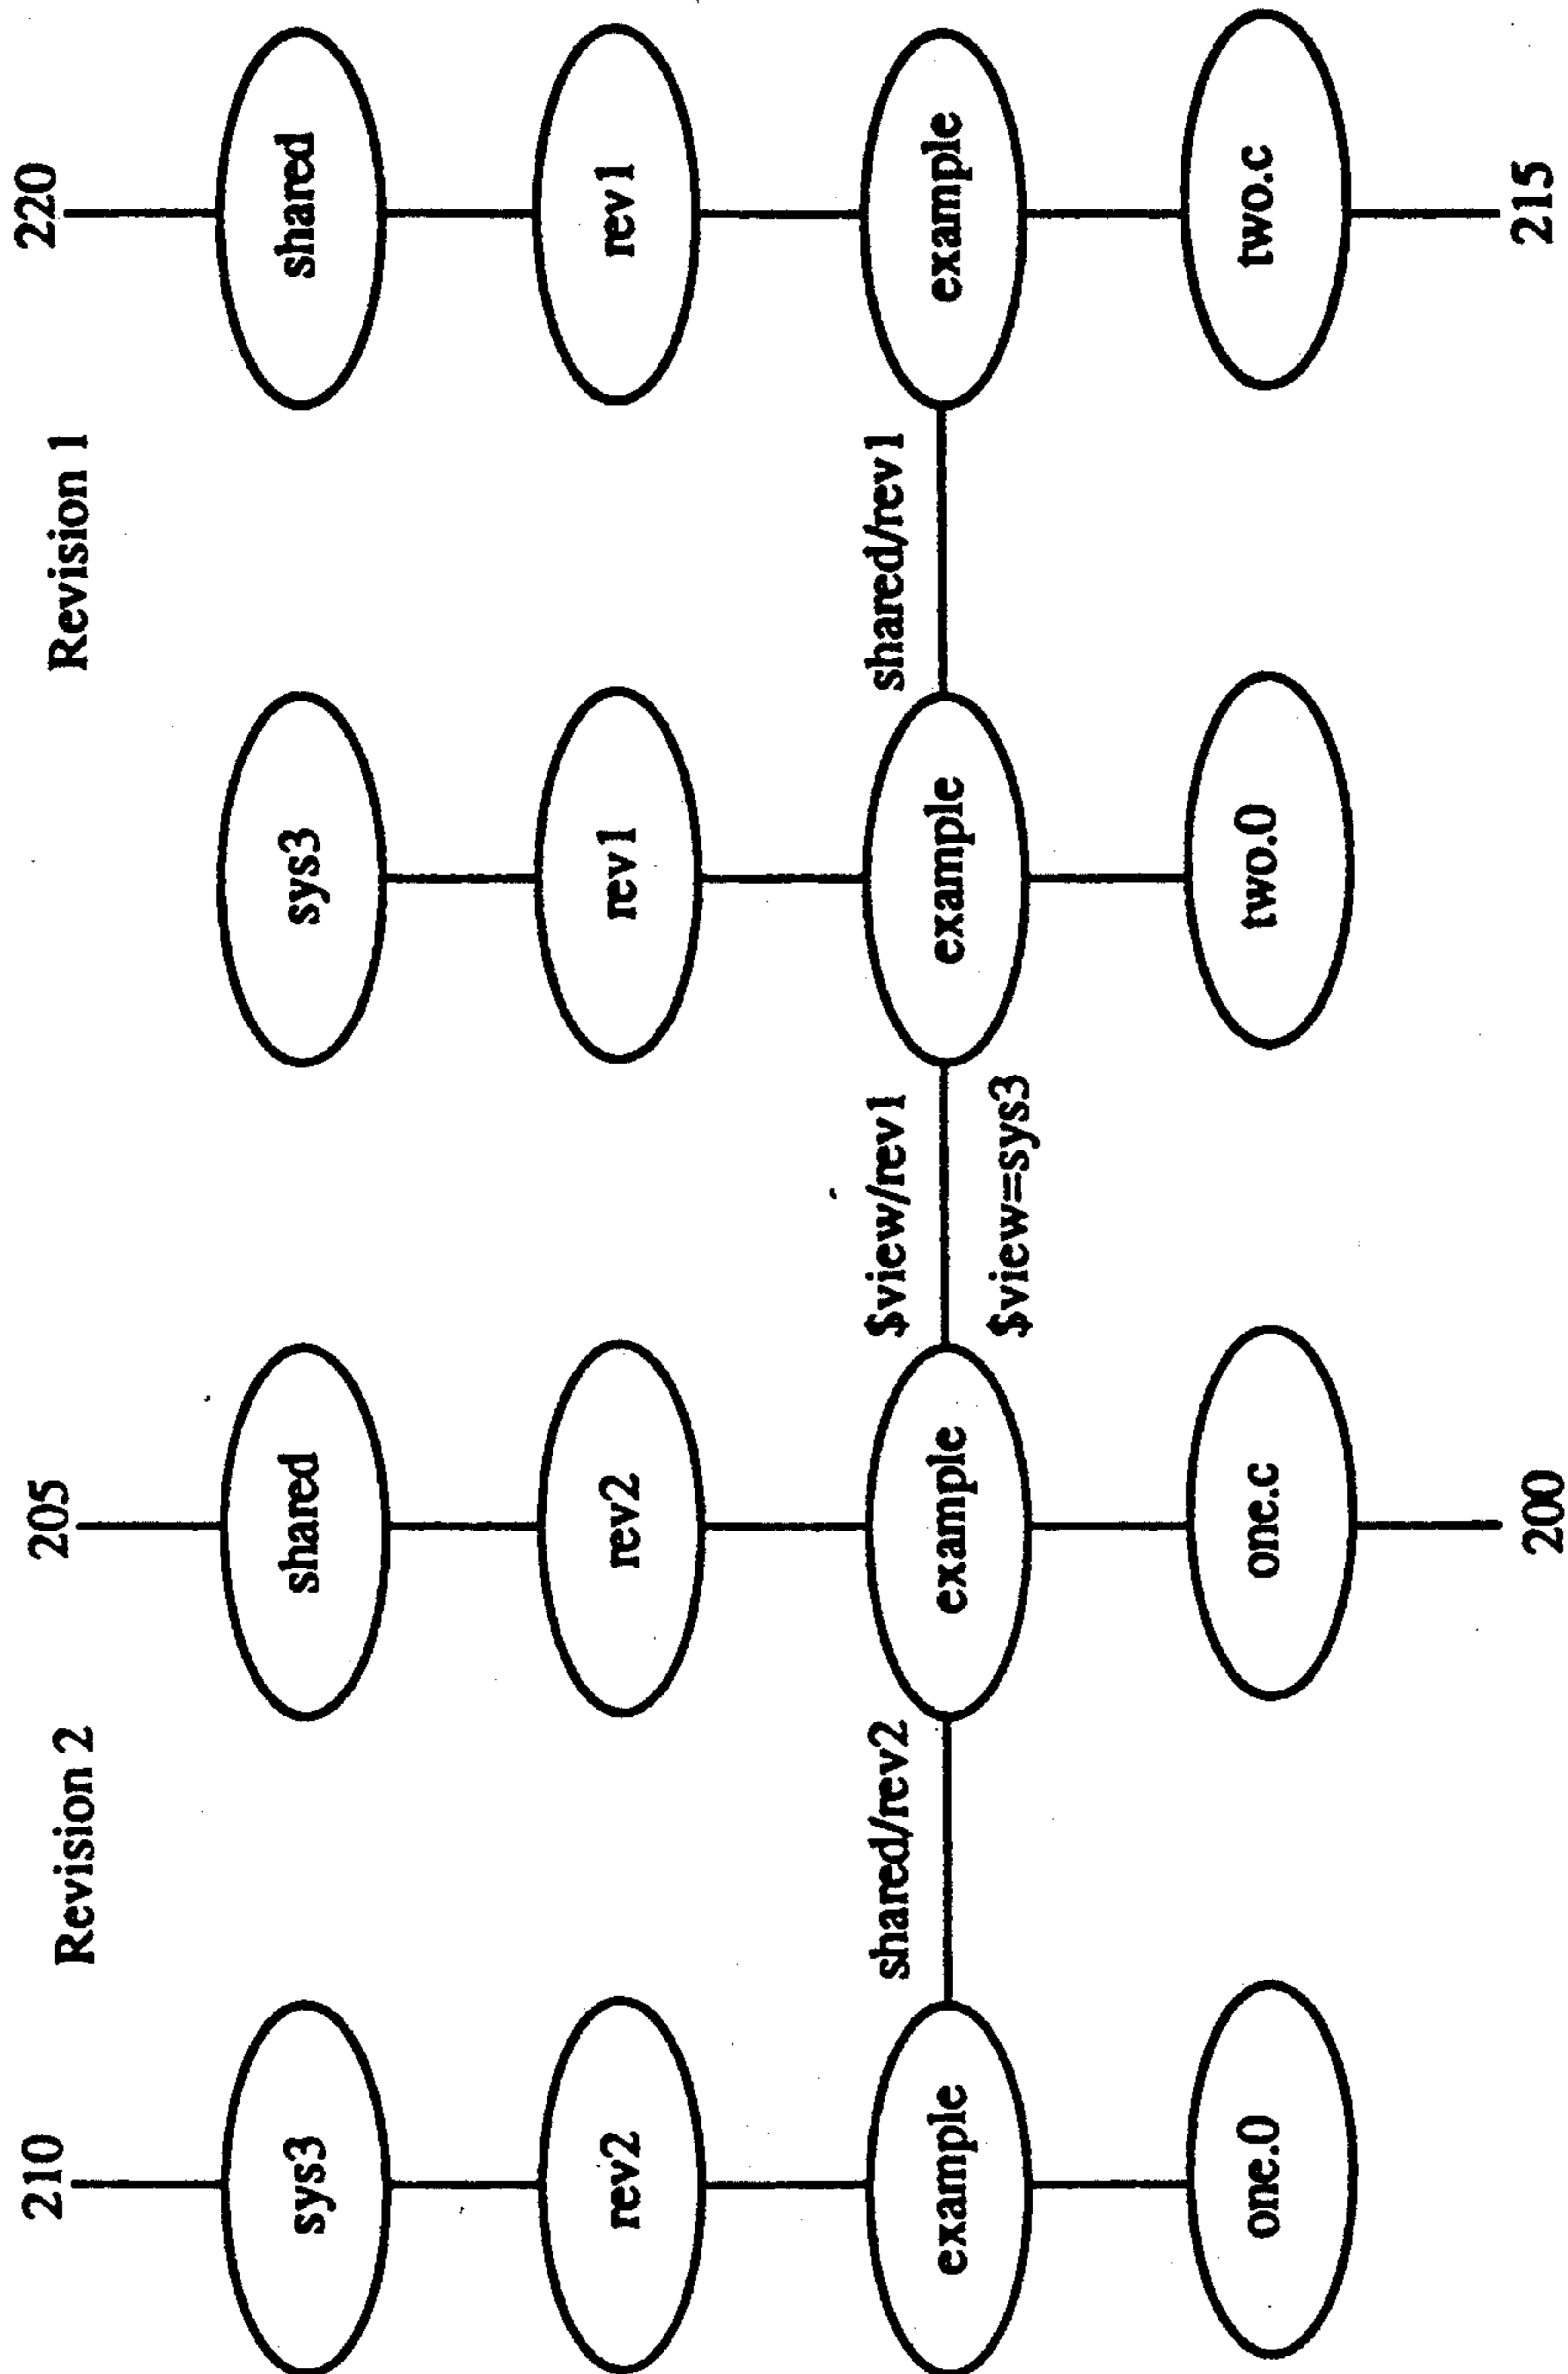 210
Revision 2
205
Revision 1
220
sys3
shared
sys3
shared
rev2
rev2
rev1
rev1
shared/rev2
$view/rev1
shared/rev1
example
example
example
example
$view=sys3
one.0
one.c
two.0
two.c
200
215